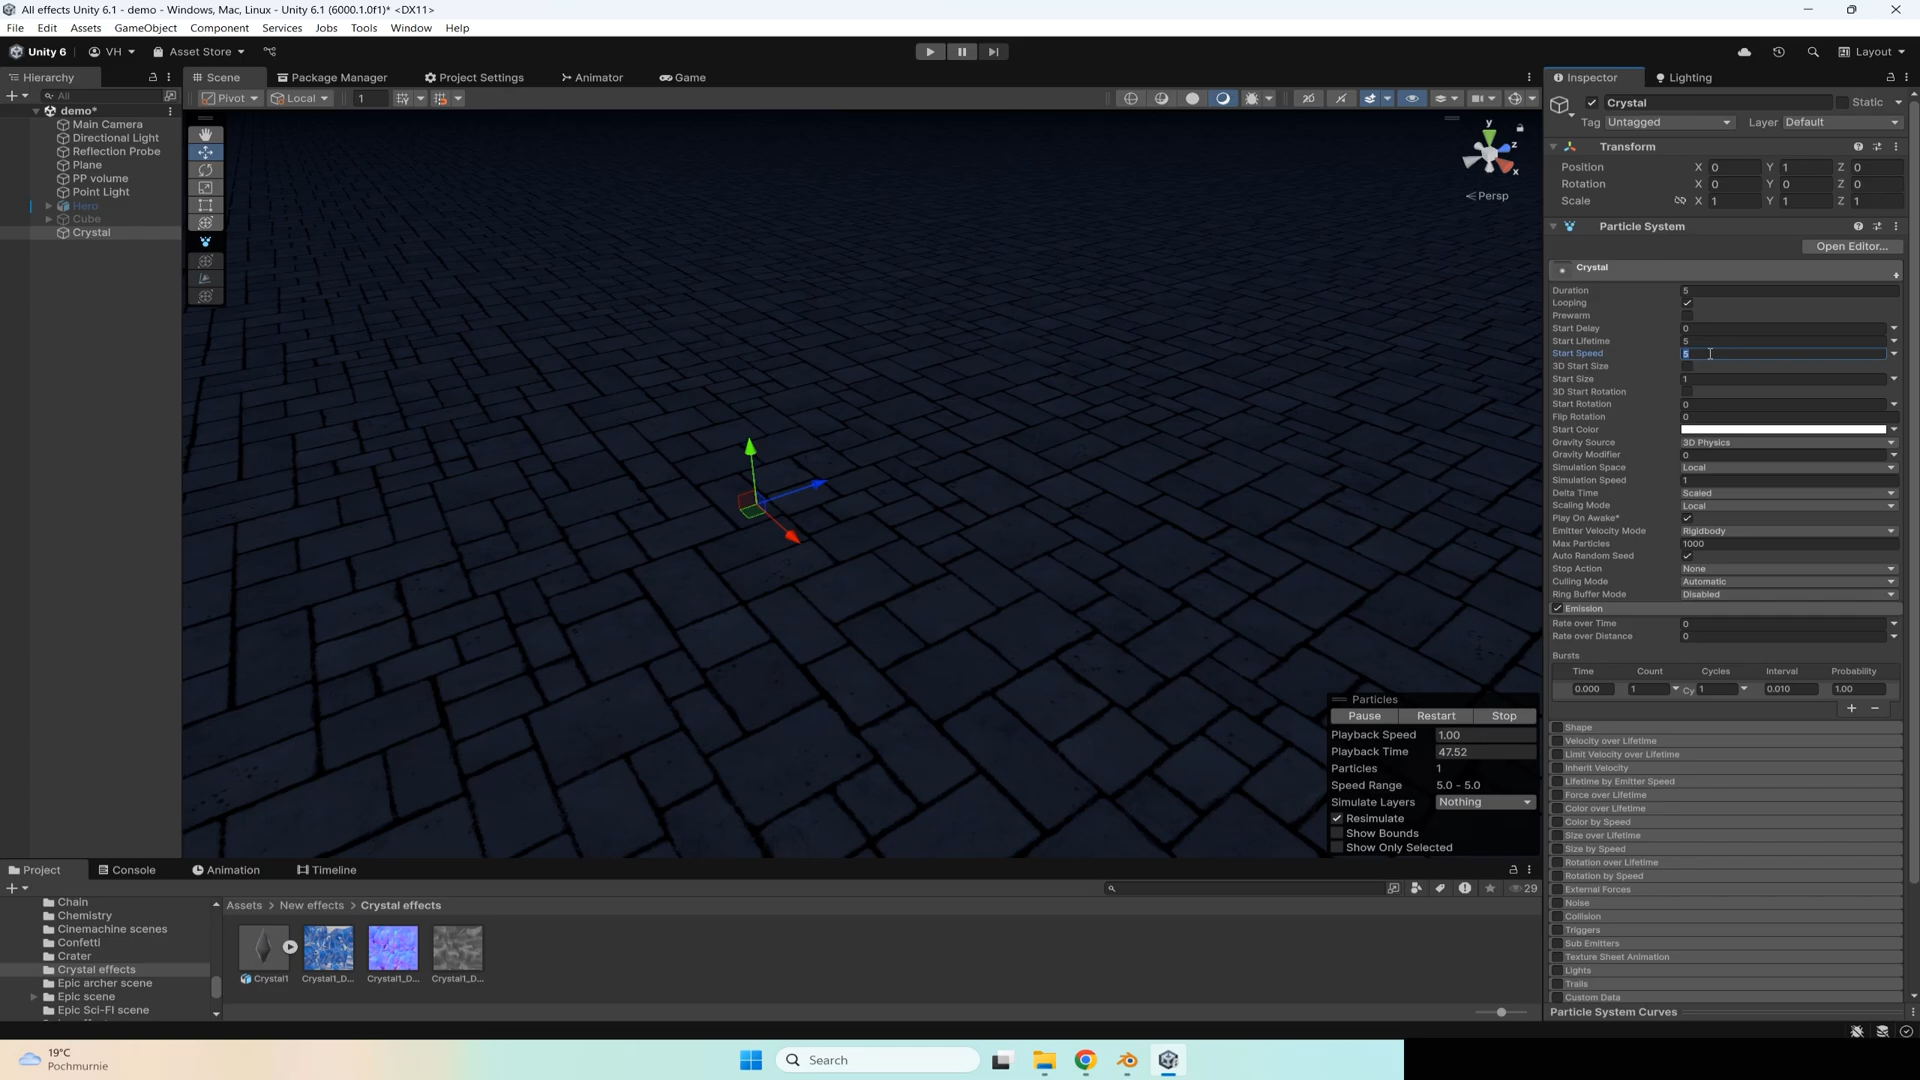 All effects Unity 6.1 - demo - Windows, Mac, Linux - Unity 6.1 (6000.1.0f1)* <DX11>
File Edit Assets GameObject Component Services Jobs Tools Window Help
Unity 6 VH Asset Store Layout
Hierarchy Scene Package Manager Project Settings Animator Game Inspector Lighting
All
Pivot Local 1 2D
demo*
Main Camera
Directional Light
Reflection Probe
Plane
PP volume
Point Light
Hero
Cube
Crystal
y
z
x
Persp
Crystal Static
Tag Untagged Layer Default
Transform
Position X 0 Y 1 Z 0
Rotation X 0 Y 0 Z 0
Scale X 1 Y 1 Z 1
Particle System
Open Editor...
Crystal
Duration 5
Looping
Prewarm
Start Delay 0
Start Lifetime 5
Start Speed 5
3D Start Size
Start Size 1
3D Start Rotation
Start Rotation 0
Flip Rotation 0
Start Color
Gravity Source 3D Physics
Gravity Modifier 0
Simulation Space Local
Simulation Speed 1
Delta Time Scaled
Scaling Mode Local
Play On Awake*
Emitter Velocity Mode Rigidbody
Max Particles 1000
Auto Random Seed
Stop Action None
Culling Mode Automatic
Ring Buffer Mode Disabled
Emission
Rate over Time 0
Rate over Distance 0
Bursts
Time Count Cycles Interval Probability
0.000 1 Cy 1 0.010 1.00
Shape
Velocity over Lifetime
Limit Velocity over Lifetime
Inherit Velocity
Lifetime by Emitter Speed
Force over Lifetime
Color over Lifetime
Color by Speed
Size over Lifetime
Size by Speed
Rotation over Lifetime
Rotation by Speed
External Forces
Noise
Collision
Triggers
Sub Emitters
Texture Sheet Animation
Lights
Trails
Custom Data
Particle System Curves
Particles
Pause Restart Stop
Playback Speed 1.00
Playback Time 47.52
Particles 1
Speed Range 5.0 - 5.0
Simulate Layers Nothing
Resimulate
Show Bounds
Show Only Selected
Project Console Animation Timeline
29
Chain
Chemistry
Cinemachine scenes
Confetti
Crater
Crystal effects
Epic archer scene
Epic scene
Epic Sci-FI scene
Assets > New effects > Crystal effects
Crystal1 Crystal1_D... Crystal1_D... Crystal1_D...
19°C
Pochmurnie
Search